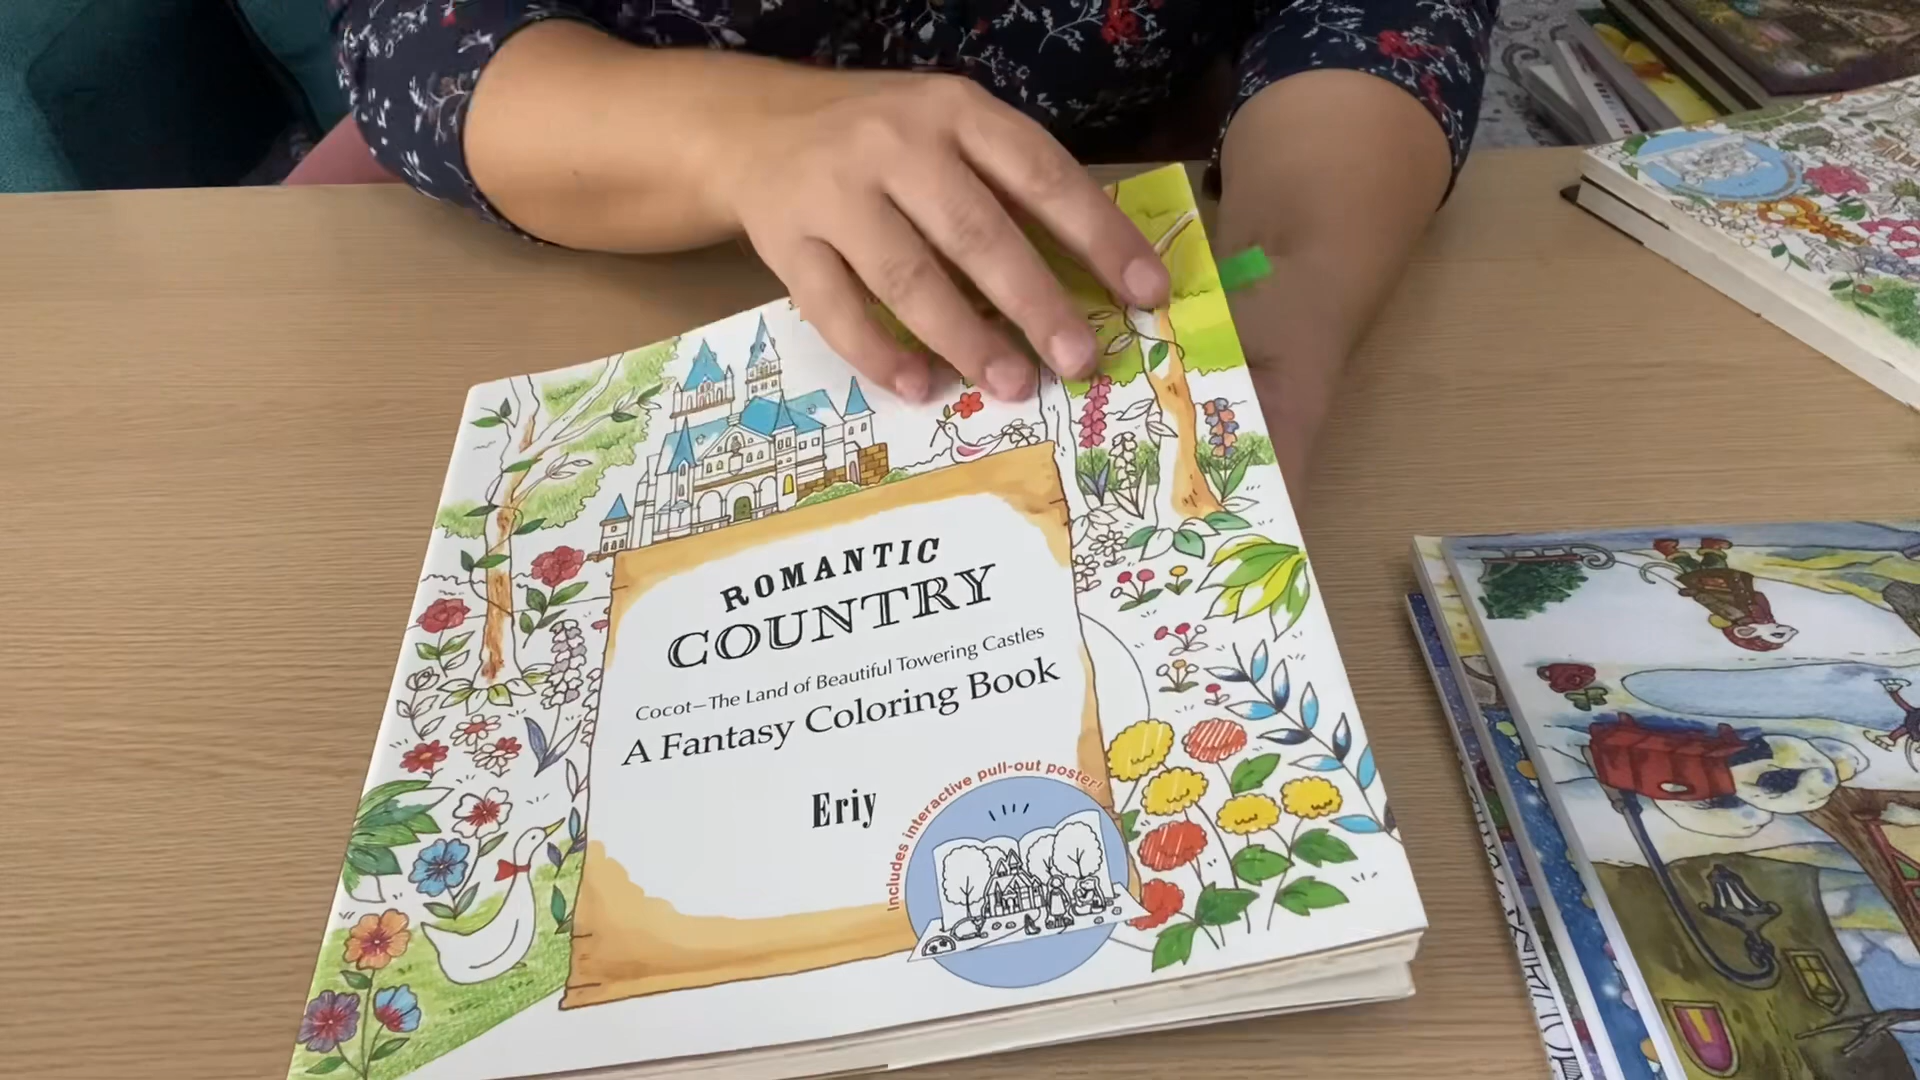 ROMANTIC
COUNTRY
Cocot—The Land of Beautiful Towering Castles
A Fantasy Coloring Book
Eriy
Includes interactive pull-out poster!